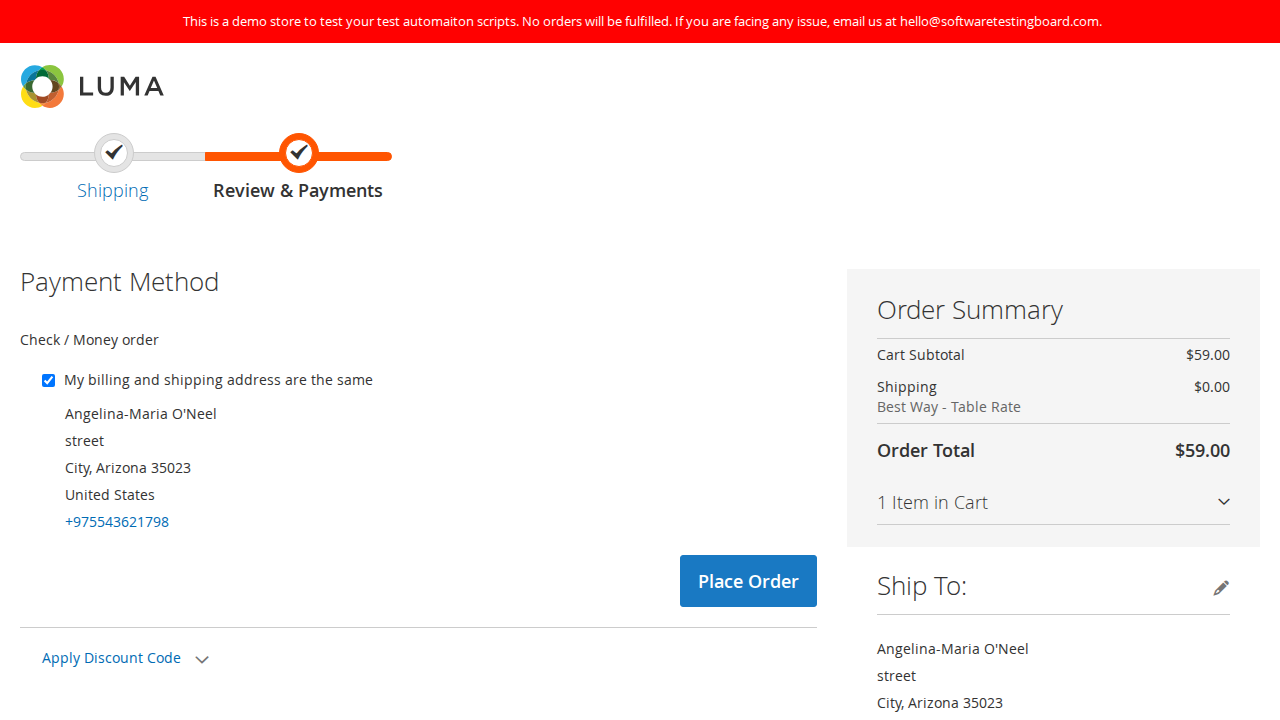 This is a demo store to test your test automaiton scripts. No orders will be fulfilled. If you are facing any issue, email us at hello@softwaretestingboard.com.
LUMA
Shipping
Review & Payments
Payment Method
Check / Money order
My billing and shipping address are the same
Angelina-Maria O'Neel
street
City, Arizona 35023
United States
+975543621798
Place Order
Apply Discount Code
Order Summary
Cart Subtotal $59.00
Shipping $0.00
Best Way - Table Rate
Order Total $59.00
1 Item in Cart
Ship To:
Angelina-Maria O'Neel
street
City, Arizona 35023